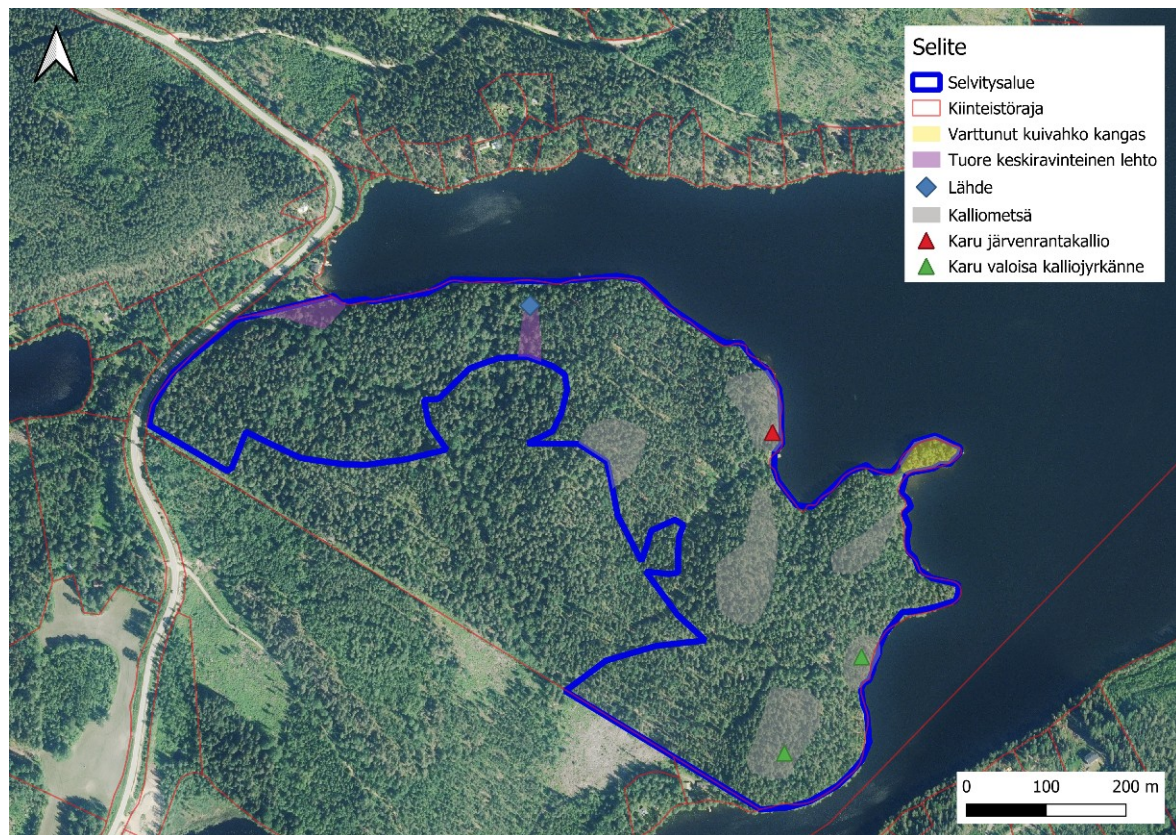 Selite
Selvitysalue
Kiinteistöraja
Varttunut kuivahko kangas
Tuore keskiravinteinen lehto
Lähde
Kalliometsä
Karu järvenrantakallio
Karu valoisa kalliojyrkänne
0 100 200 m